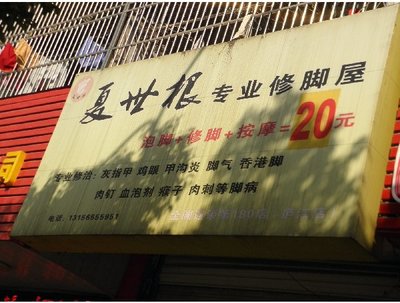 夏世根专业修脚屋
泡脚+修脚+按摩=20元
专业修治：灰指甲 鸡眼 甲沟炎 脚气 香港脚
肉钉 血泡剂 瘊子 肉刺等脚病
电话：13156555951